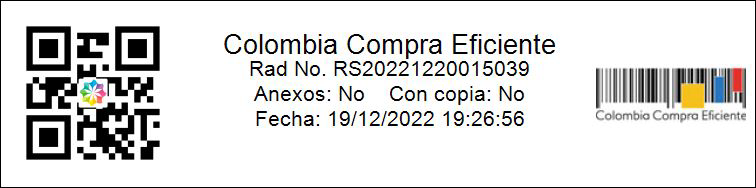 Colombia Compra Eficiente
Rad No. RS20221220015039
Anexos: No Con copia: No
Fecha: 19/12/2022 19:26:56
Colombia Compra Eficiente